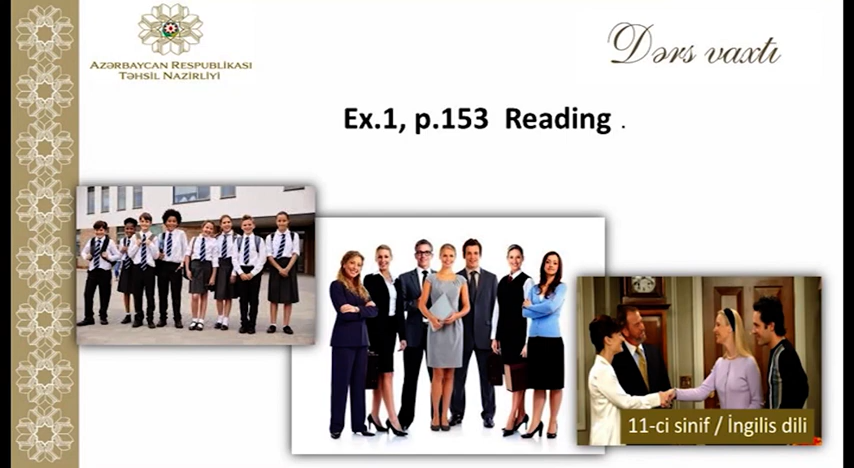 AZƏRBAYCAN RESPUBLİKASI
TƏHSİL NAZİRLİYİ
Dərs vaxtı
Ex.1, p.153 Reading .
11-ci sinif / İngilis dili